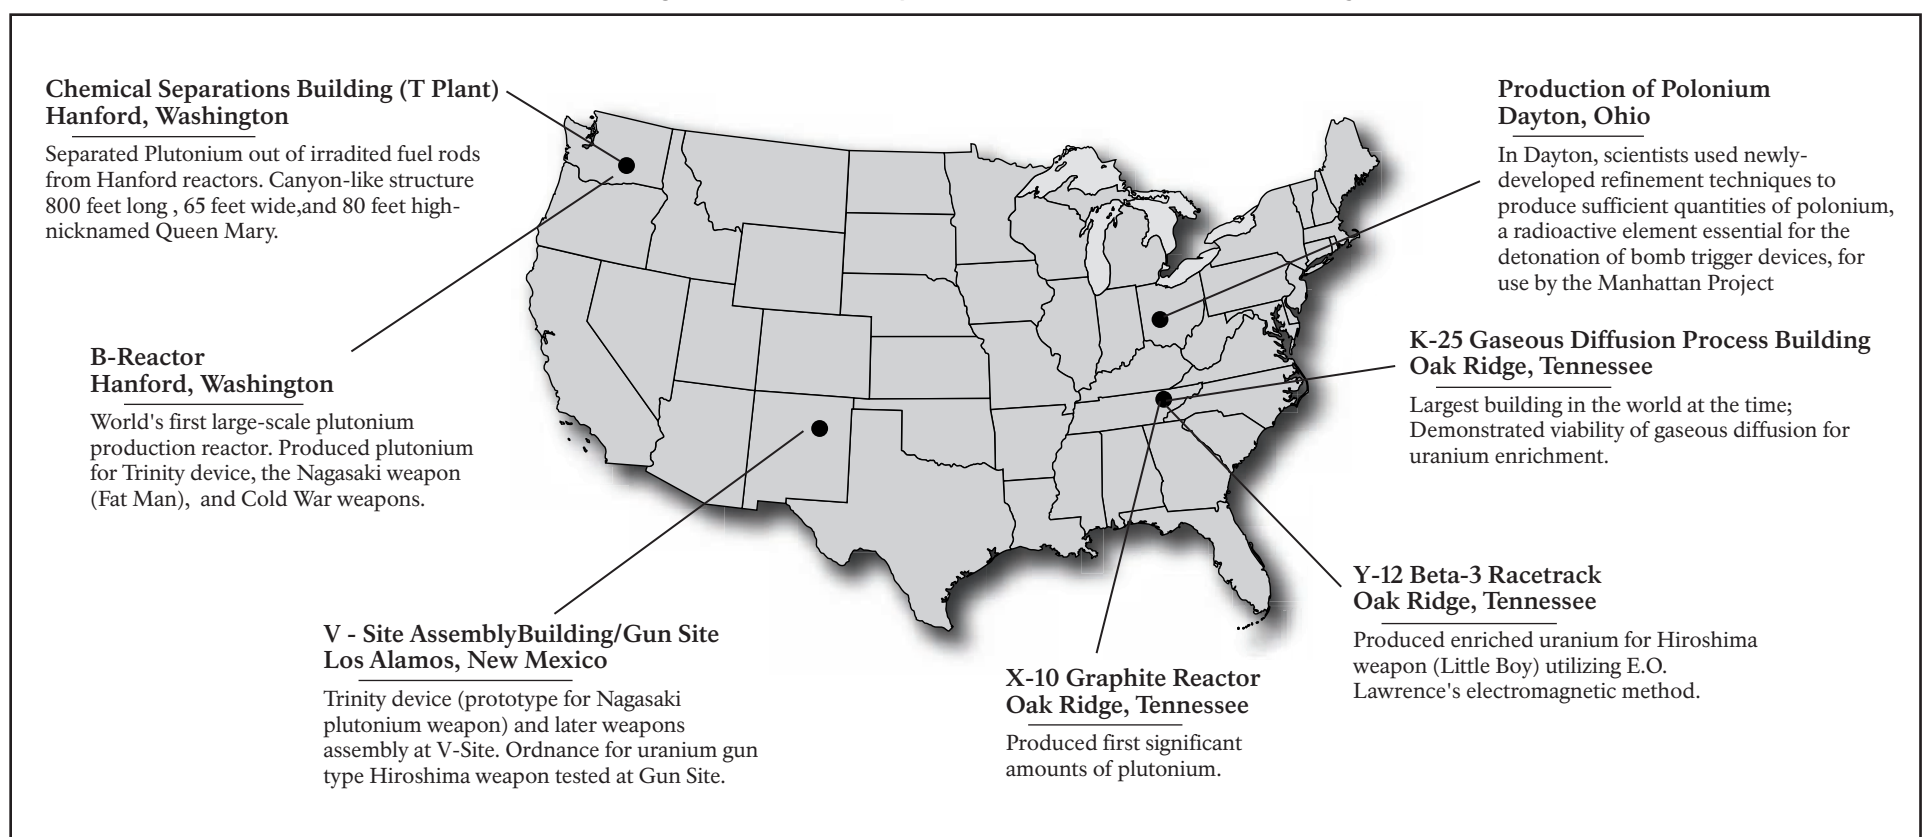 Chemical Separations Building (T Plant)
Hanford, Washington
Separated Plutonium out of irradited fuel rods
from Hanford reactors. Canyon-like structure
800 feet long , 65 feet wide,and 80 feet high-
nicknamed Queen Mary.
B-Reactor
Hanford, Washington
World's first large-scale plutonium
production reactor. Produced plutonium
for Trinity device, the Nagasaki weapon
(Fat Man),  and Cold War weapons.
V - Site AssemblyBuilding/Gun Site
Los Alamos, New Mexico
Trinity device (prototype for Nagasaki
plutonium weapon) and later weapons
assembly at V-Site. Ordnance for uranium gun
type Hiroshima weapon tested at Gun Site.
Production of Polonium
Dayton, Ohio
In Dayton, scientists used newly-
developed refinement techniques to
produce sufficient quantities of polonium,
a radioactive element essential for the
detonation of bomb trigger devices, for
use by the Manhattan Project
K-25 Gaseous Diffusion Process Building
Oak Ridge, Tennessee
Largest building in the world at the time;
Demonstrated viability of gaseous diffusion for
uranium enrichment.
Y-12 Beta-3 Racetrack
Oak Ridge, Tennessee
Produced enriched uranium for Hiroshima
weapon (Little Boy) utilizing E.O.
Lawrence's electromagnetic method.
X-10 Graphite Reactor
Oak Ridge, Tennessee
Produced first significant
amounts of plutonium.